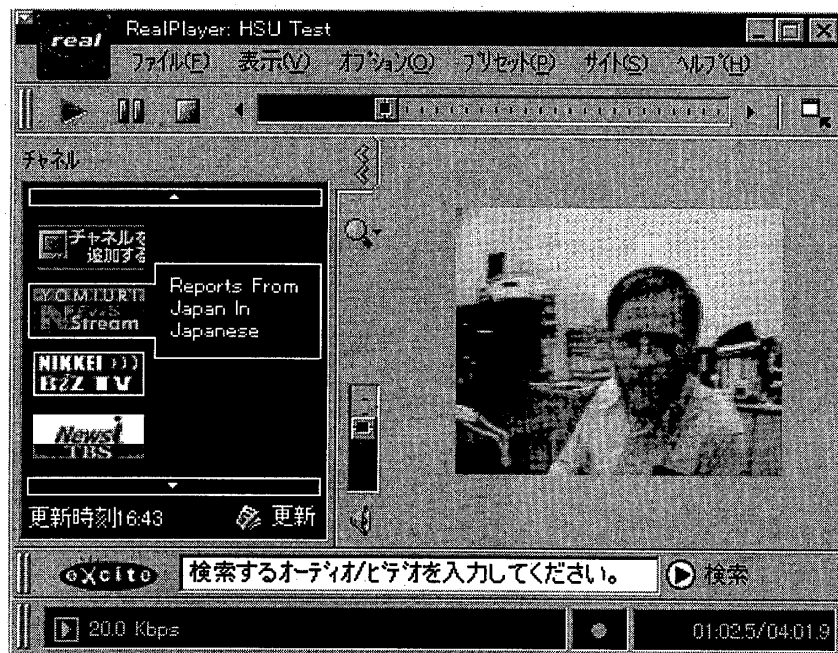 real
RealPlayer: HSU Test
ファイル(F) 表示(V) オプション(O) プリセット(P) サイト(S) ヘルプ(H)
チャネル
チャネルを
追加する
YOMIURI
NEWS
Stream
Reports From
Japan In
Japanese
NIKKEI
BiZ TV
Newsi
TBS
更新時刻16:43 更新
excite 検索するオーディオ/ビデオを入力してください。 検索
20.0 Kbps 01:02.5/04:01.9